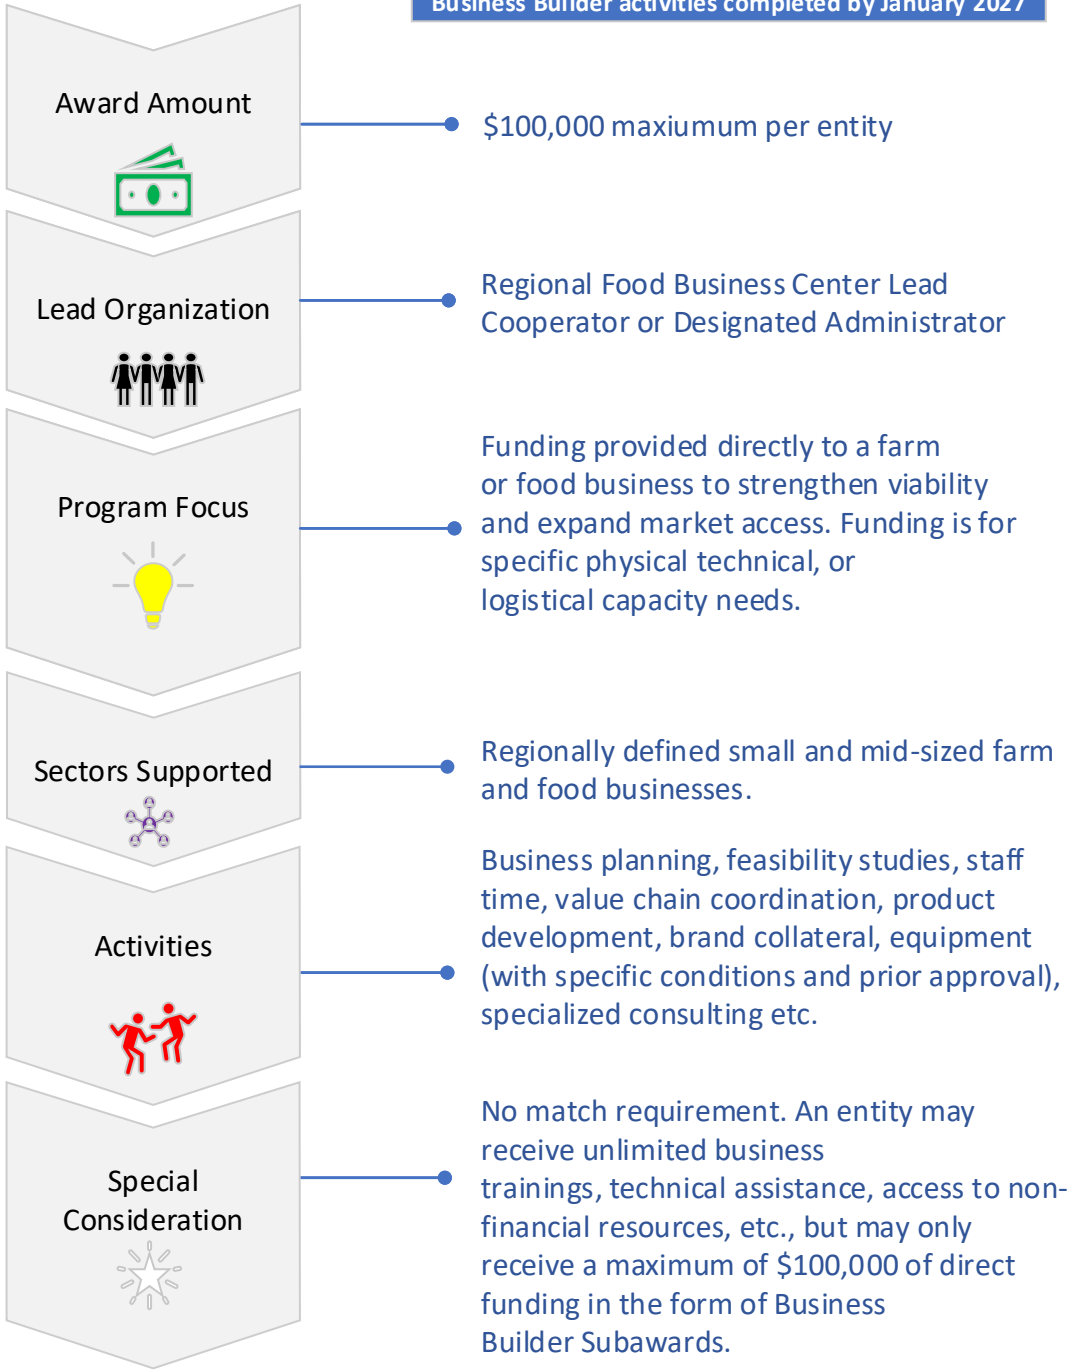 Business Builder activities completed by January 2027
Award Amount
$100,000 maxiumum per entity
Lead Organization
Regional Food Business Center Lead
Cooperator or Designated Administrator
Program Focus
Funding provided directly to a farm
or food business to strengthen viability
and expand market access. Funding is for
specific physical technical, or
logistical capacity needs.
Sectors Supported
Regionally defined small and mid-sized farm
and food businesses.
Activities
Business planning, feasibility studies, staff
time, value chain coordination, product
development, brand collateral, equipment
(with specific conditions and prior approval),
specialized consulting etc.
Special
Consideration
No match requirement. An entity may
receive unlimited business
trainings, technical assistance, access to non-
financial resources, etc., but may only
receive a maximum of $100,000 of direct
funding in the form of Business
Builder Subawards.